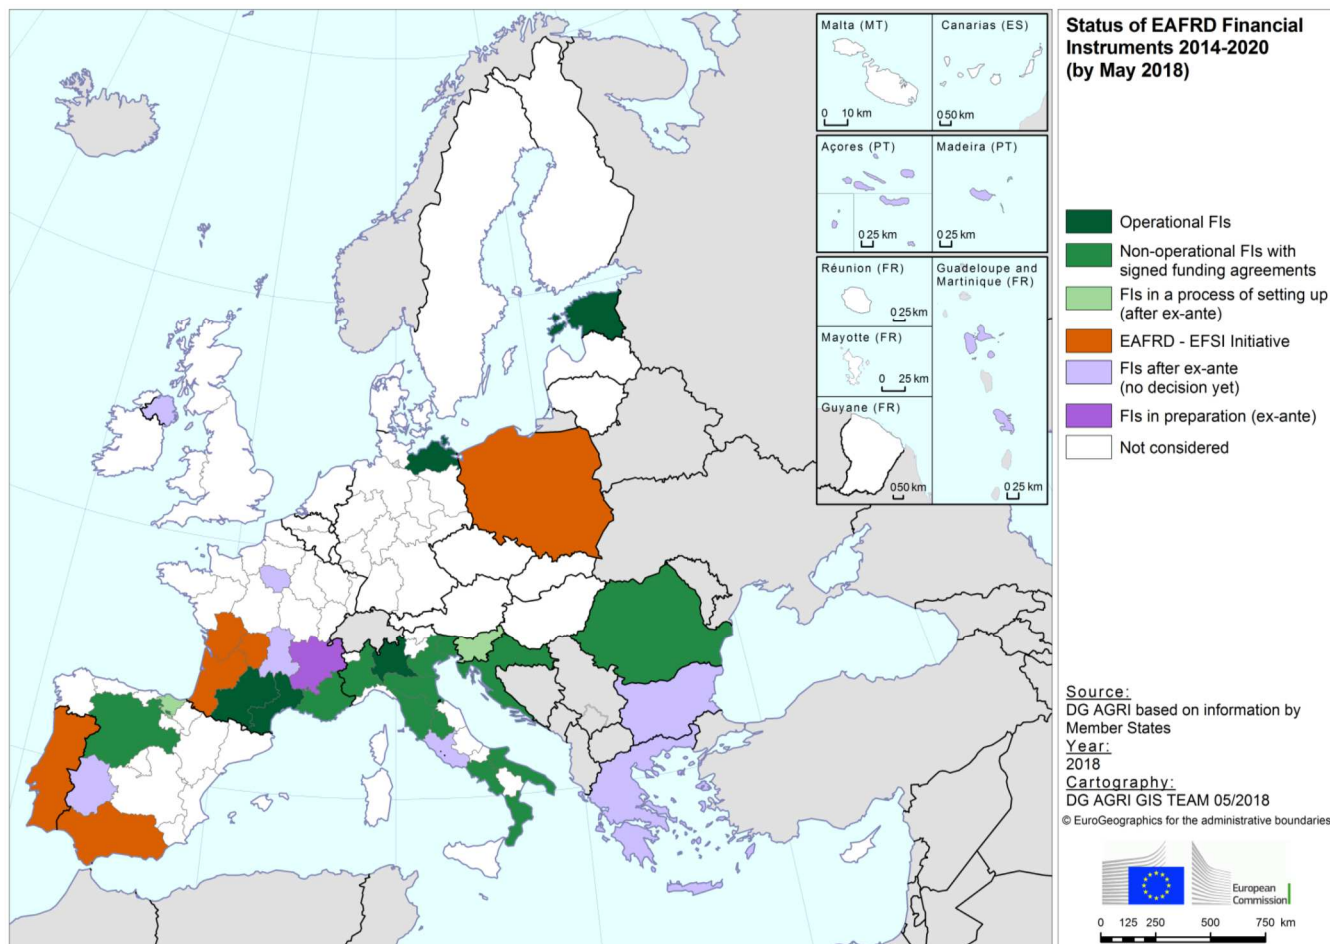 Status of EAFRD Financial
Instruments 2014-2020
(by May 2018)
Malta (MT)
0 10 km
Canarias (ES)
0 50 km
Açores (PT)
0 25 km
Madeira (PT)
0 25 km
Réunion (FR)
0 25 km
Guadeloupe and
Martinique (FR)
0 25 km
Mayotte (FR)
0 25 km
Guyane (FR)
0 50 km
Operational FIs
Non-operational FIs with
signed funding agreements
FIs in a process of setting up
(after ex-ante)
EAFRD - EFSI Initiative
FIs after ex-ante
(no decision yet)
FIs in preparation (ex-ante)
Not considered
Source:
DG AGRI based on information by
Member States
Year:
2018
Cartography:
DG AGRI GIS TEAM 05/2018
© EuroGeographics for the administrative boundaries
European
Commission
0 125 250 500 750 km